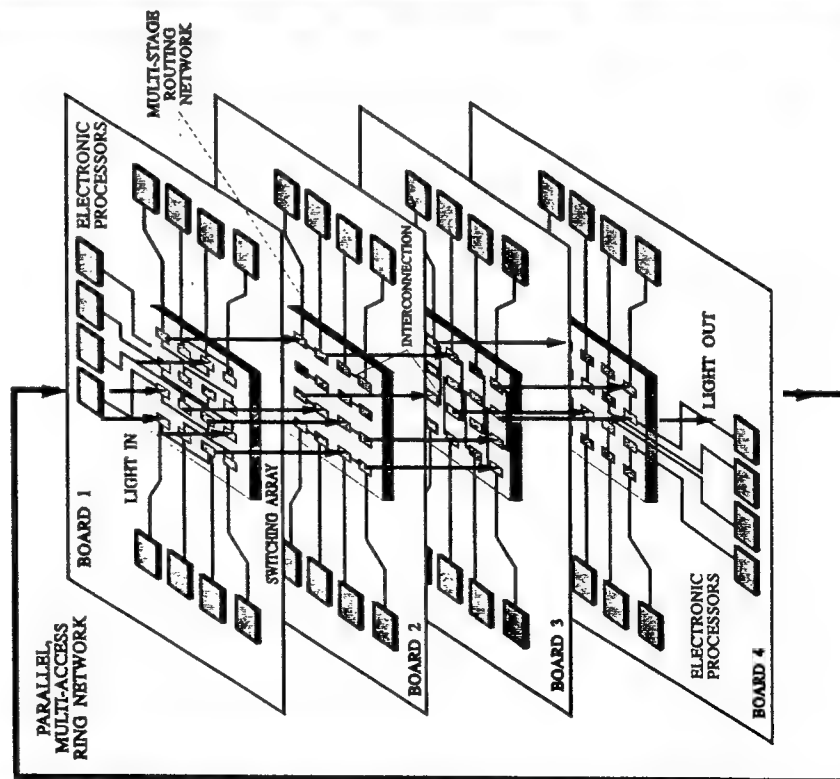 PARALLEL,
MULTI-ACCESS
RING NETWORK
BOARD 1
LIGHT IN
ELECTRONIC
PROCESSORS
MULTI-STAGE
ROUTING
NETWORK
SWITCHING ARRAY
BOARD 2
INTERCONNECTION
BOARD 3
LIGHT OUT
ELECTRONIC
PROCESSORS
BOARD 4